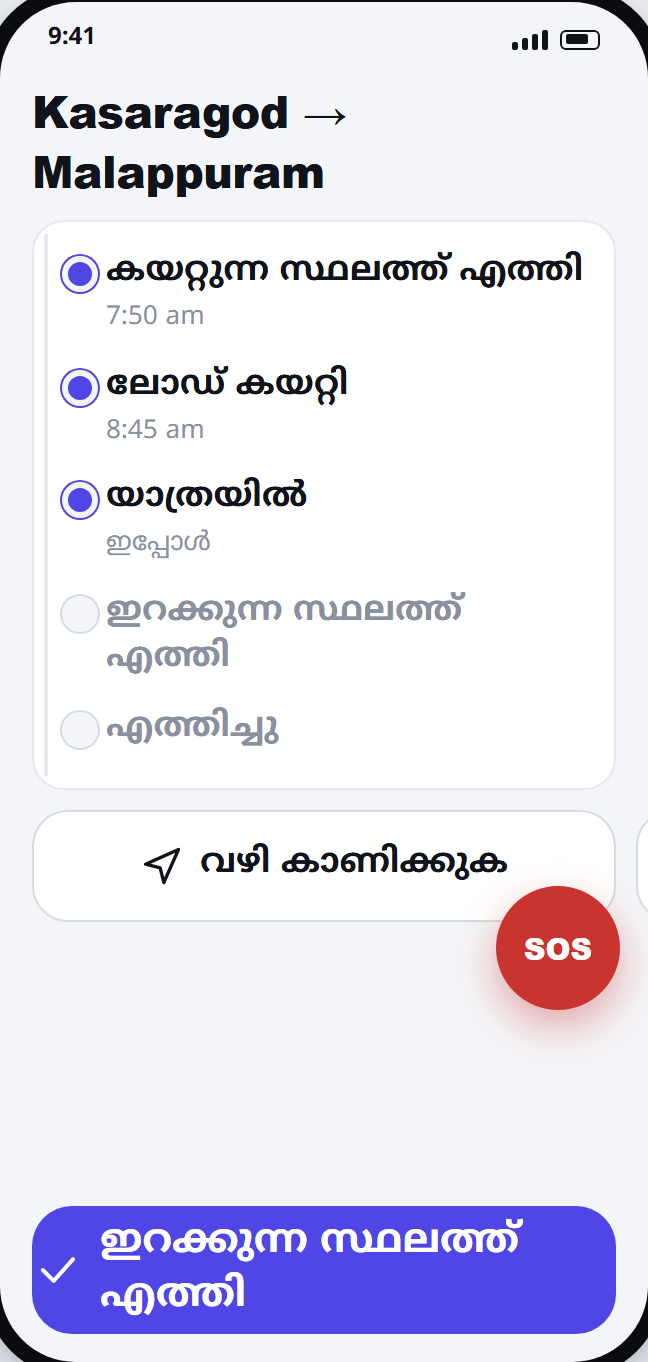 9:41
Kasaragod →
Malappuram
കയറ്റുന്ന സ്ഥലത്ത് എത്തി
7:50 am
ലോഡ് കയറ്റി
8:45 am
യാത്രയിൽ
ഇപ്പോൾ
ഇറക്കുന്ന സ്ഥലത്ത്
എത്തി
എത്തിച്ചു
വഴി കാണിക്കുക
SOS
ഇറക്കുന്ന സ്ഥലത്ത്
എത്തി